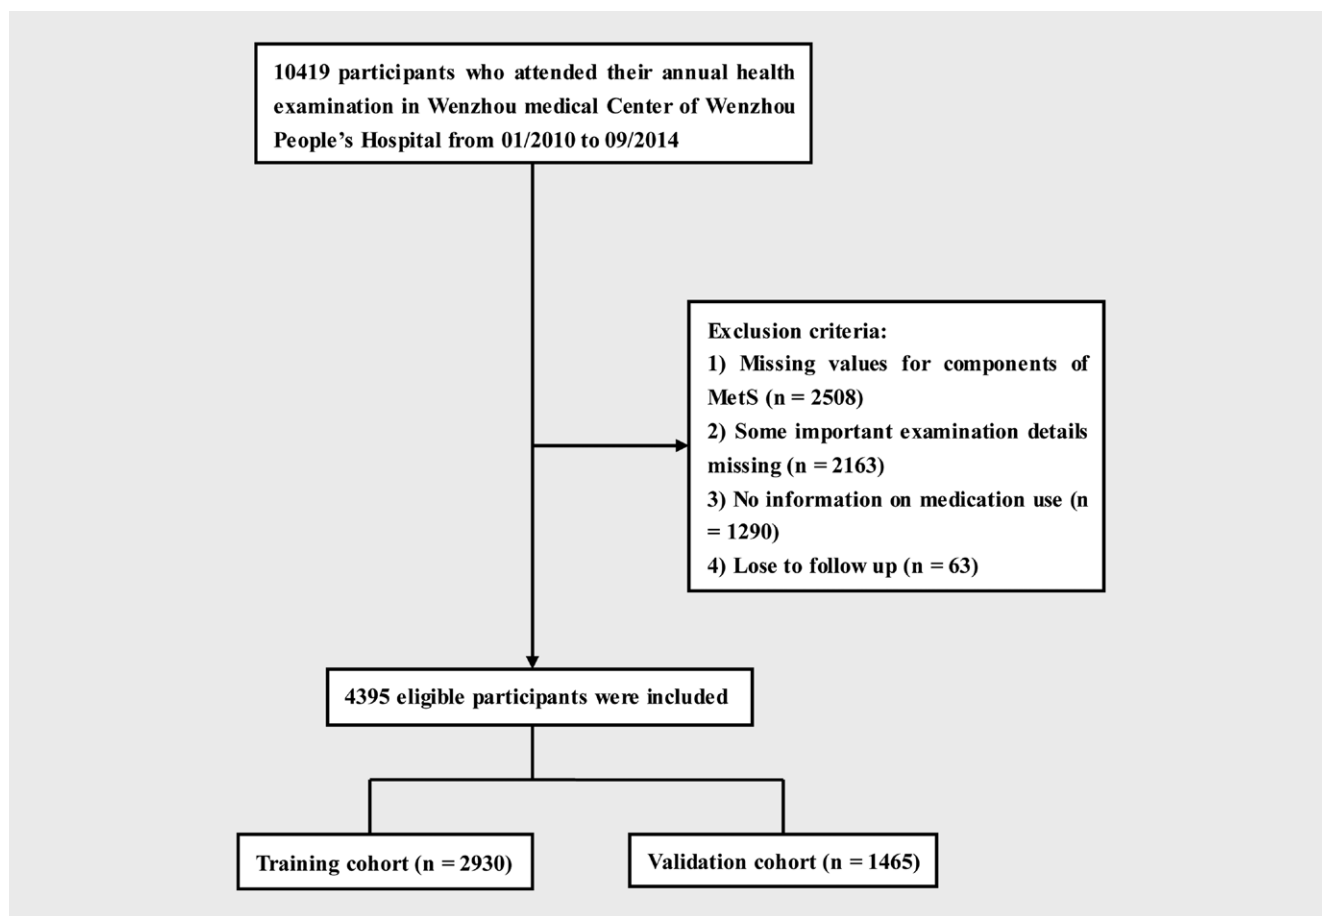 10419 participants who attended their annual health
examination in Wenzhou medical Center of Wenzhou
People's Hospital from 01/2010 to 09/2014
Exclusion criteria:
1) Missing values for components of
MetS (n = 2508)
2) Some important examination details
missing (n = 2163)
3) No information on medication use (n
= 1290)
4) Lose to follow up (n = 63)
4395 eligible participants were included
Training cohort (n = 2930)
Validation cohort (n = 1465)